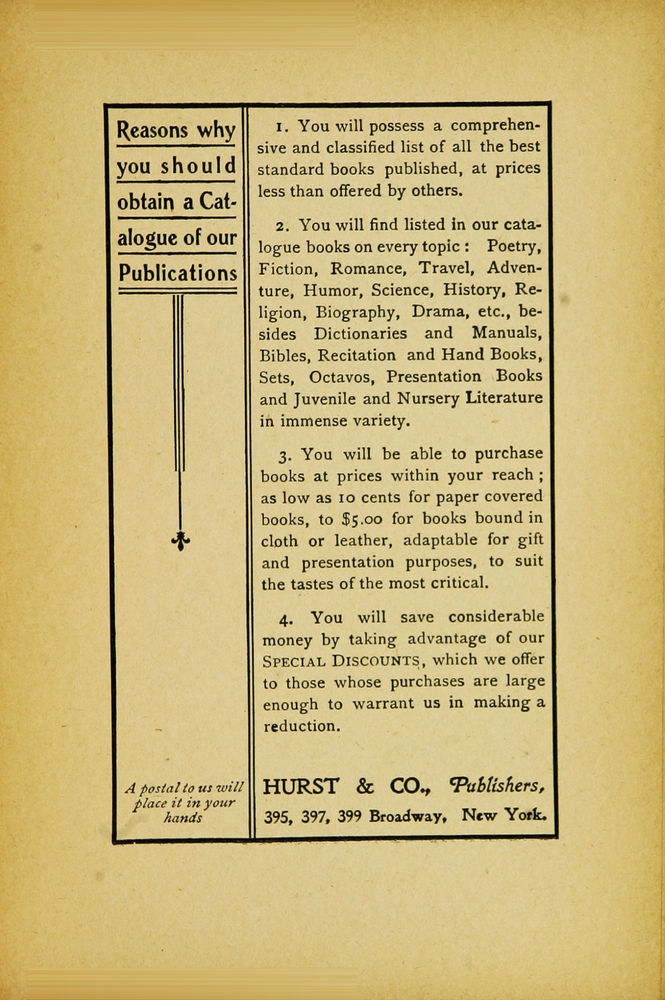 Reasons why
you should
obtain a Cat-
alogue of our
Publications
A postal to us will
place it in your
hands
1. You will possess a comprehen-
sive and classified list of all the best
standard books published, at prices
less than offered by others.
2. You will find listed in our cata-
logue books on every topic : Poetry,
Fiction, Romance, Travel, Adven-
ture, Humor, Science, History, Re-
ligion, Biography, Drama, etc., be-
sides Dictionaries and Manuals,
Bibles, Recitation and Hand Books,
Sets, Octavos, Presentation Books
and Juvenile and Nursery Literature
in immense variety.
3. You will be able to purchase
books at prices within your reach ;
as low as 10 cents for paper covered
books, to $5.00 for books bound in
cloth or leather, adaptable for gift
and presentation purposes, to suit
the tastes of the most critical.
4. You will save considerable
money by taking advantage of our
SPECIAL DISCOUNTS, which we offer
to those whose purchases are large
enough to warrant us in making a
reduction.
HURST & CO., Publishers,
395, 397, 399 Broadway, New York.